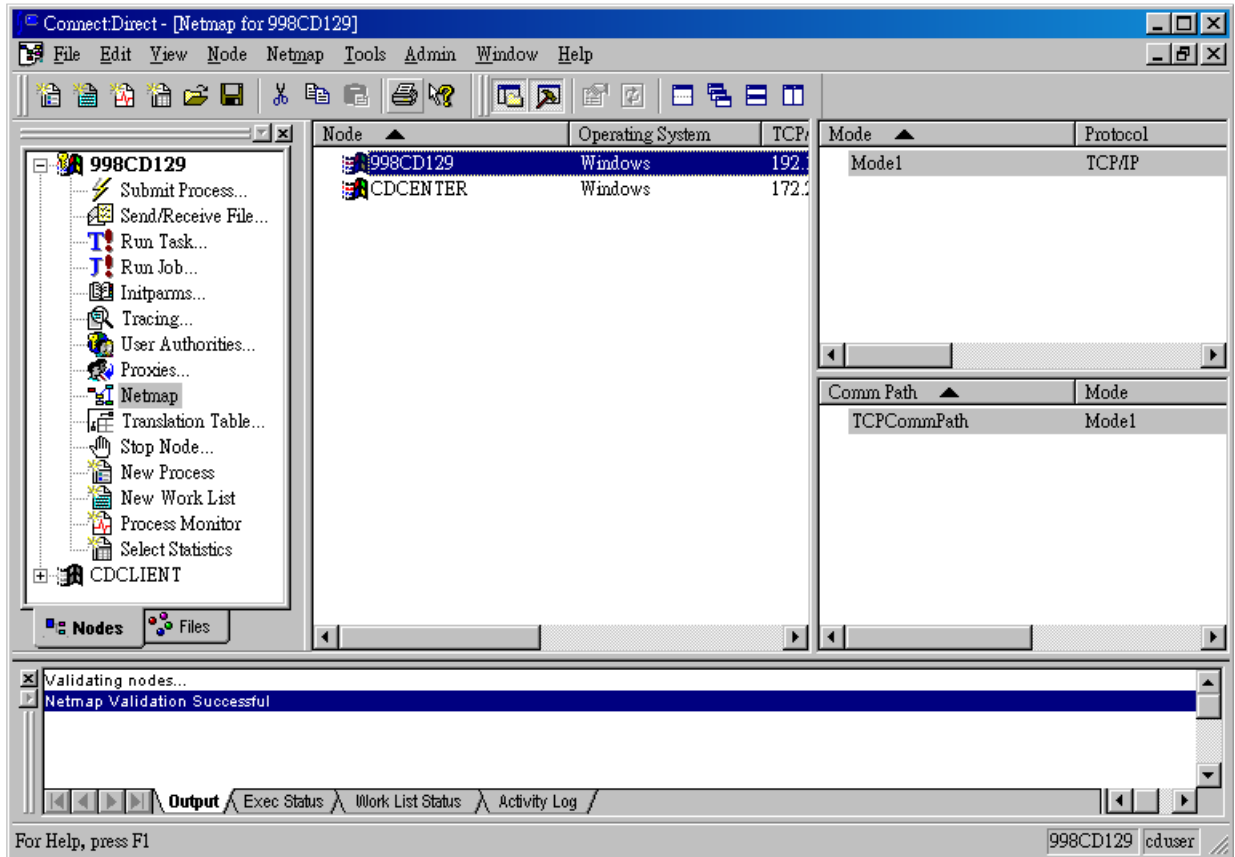 Connect:Direct - [Netmap for 998CD129]
File Edit View Node Netmap Tools Admin Window Help
998CD129
Submit Process...
Send/Receive File...
Run Task...
Run Job...
Initparms...
Tracing...
User Authorities...
Proxies...
Netmap
Translation Table...
Stop Node...
New Process
New Work List
Process Monitor
Select Statistics
CDCLIENT
Nodes Files
Node Operating System TCP/
998CD129 Windows 192.1
CDCENTER Windows 172.2
Mode Protocol
Mode1 TCP/IP
Comm Path Mode
TCPCommPath Mode1
Validating nodes...
Netmap Validation Successful
Output Exec Status Work List Status Activity Log
For Help, press F1 998CD129 cduser